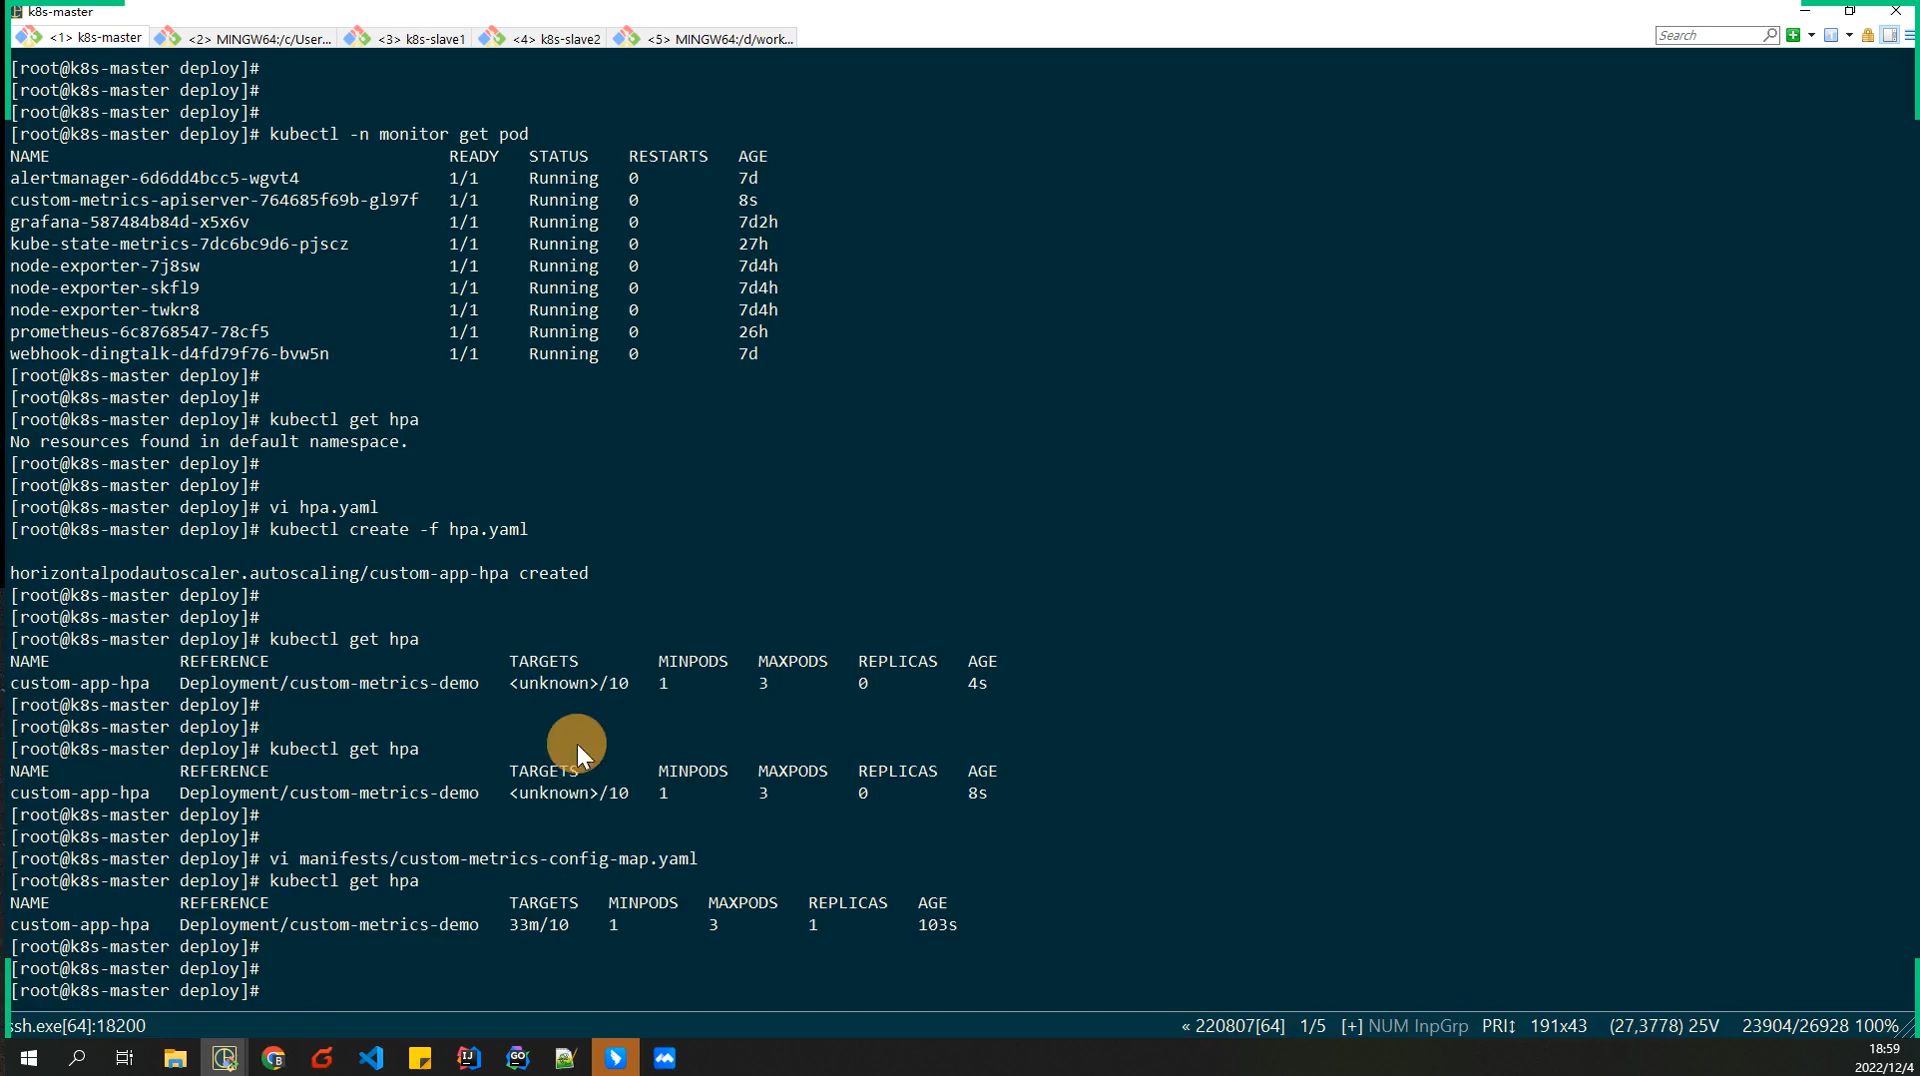 k8s-master
<1> k8s-master <2> MINGW64:/c/User... <3> k8s-slave1 <4> k8s-slave2 <5> MINGW64:/d/work... Search
[root@k8s-master deploy]#
[root@k8s-master deploy]#
[root@k8s-master deploy]#
[root@k8s-master deploy]# kubectl -n monitor get pod
NAME READY STATUS RESTARTS AGE
alertmanager-6d6dd4bcc5-wgvt4 1/1 Running 0 7d
custom-metrics-apiserver-764685f69b-gl97f 1/1 Running 0 8s
grafana-587484b84d-x5x6v 1/1 Running 0 7d2h
kube-state-metrics-7dc6bc9d6-pjscz 1/1 Running 0 27h
node-exporter-7j8sw 1/1 Running 0 7d4h
node-exporter-skfl9 1/1 Running 0 7d4h
node-exporter-twkr8 1/1 Running 0 7d4h
prometheus-6c8768547-78cf5 1/1 Running 0 26h
webhook-dingtalk-d4fd79f76-bvw5n 1/1 Running 0 7d
[root@k8s-master deploy]#
[root@k8s-master deploy]#
[root@k8s-master deploy]# kubectl get hpa
No resources found in default namespace.
[root@k8s-master deploy]#
[root@k8s-master deploy]#
[root@k8s-master deploy]# vi hpa.yaml
[root@k8s-master deploy]# kubectl create -f hpa.yaml
horizontalpodautoscaler.autoscaling/custom-app-hpa created
[root@k8s-master deploy]#
[root@k8s-master deploy]#
[root@k8s-master deploy]# kubectl get hpa
NAME REFERENCE TARGETS MINPODS MAXPODS REPLICAS AGE
custom-app-hpa Deployment/custom-metrics-demo <unknown>/10 1 3 0 4s
[root@k8s-master deploy]#
[root@k8s-master deploy]#
[root@k8s-master deploy]# kubectl get hpa
NAME REFERENCE TARGETS MINPODS MAXPODS REPLICAS AGE
custom-app-hpa Deployment/custom-metrics-demo <unknown>/10 1 3 0 8s
[root@k8s-master deploy]#
[root@k8s-master deploy]#
[root@k8s-master deploy]# vi manifests/custom-metrics-config-map.yaml
[root@k8s-master deploy]# kubectl get hpa
NAME REFERENCE TARGETS MINPODS MAXPODS REPLICAS AGE
custom-app-hpa Deployment/custom-metrics-demo 33m/10 1 3 1 103s
[root@k8s-master deploy]#
[root@k8s-master deploy]#
[root@k8s-master deploy]#
ssh.exe[64]:18200 « 220807[64] 1/5 [+] NUM InpGrp PRI↕ 191x43 (27,3778) 25V 23904/26928 100%
18:59
2022/12/4